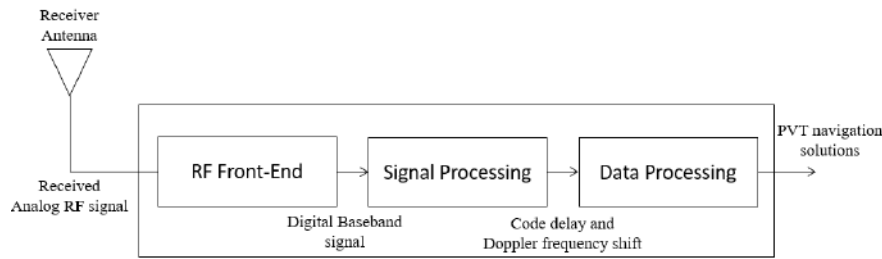 Receiver
Antenna
Received
Analog RF signal
RF Front-End
Digital Baseband
signal
Signal Processing
Code delay and
Doppler frequency shift
Data Processing
PVT navigation
solutions